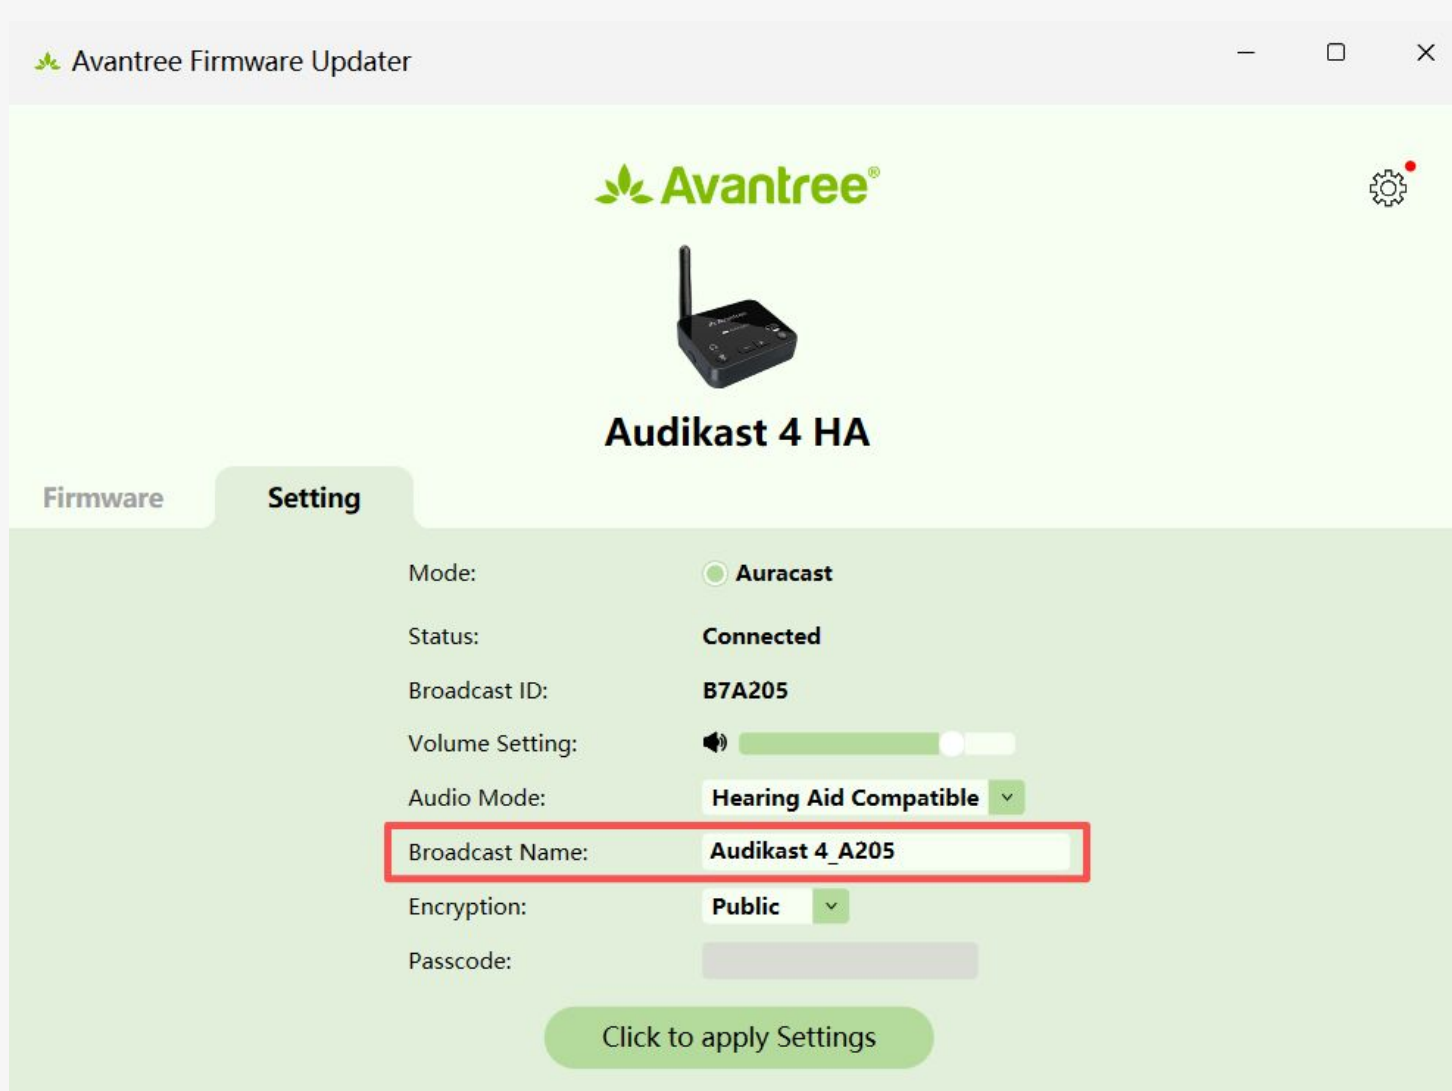 Avantree Firmware Updater
Avantree®
Audikast 4 HA
Firmware
Setting
Mode: Auracast
Status: Connected
Broadcast ID: B7A205
Volume Setting:
Audio Mode: Hearing Aid Compatible
Broadcast Name: Audikast 4_A205
Encryption: Public
Passcode:
Click to apply Settings